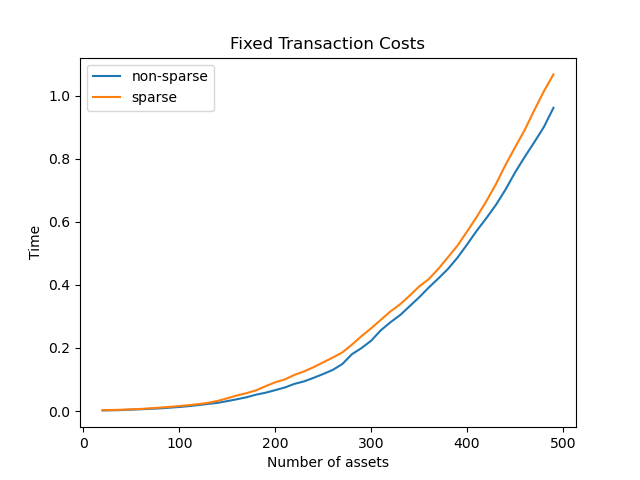 Fixed Transaction Costs
non-sparse
sparse
1.0
0.8
0.6
0.4
0.2
0.0
Time
0 100 200 300 400 500
Number of assets